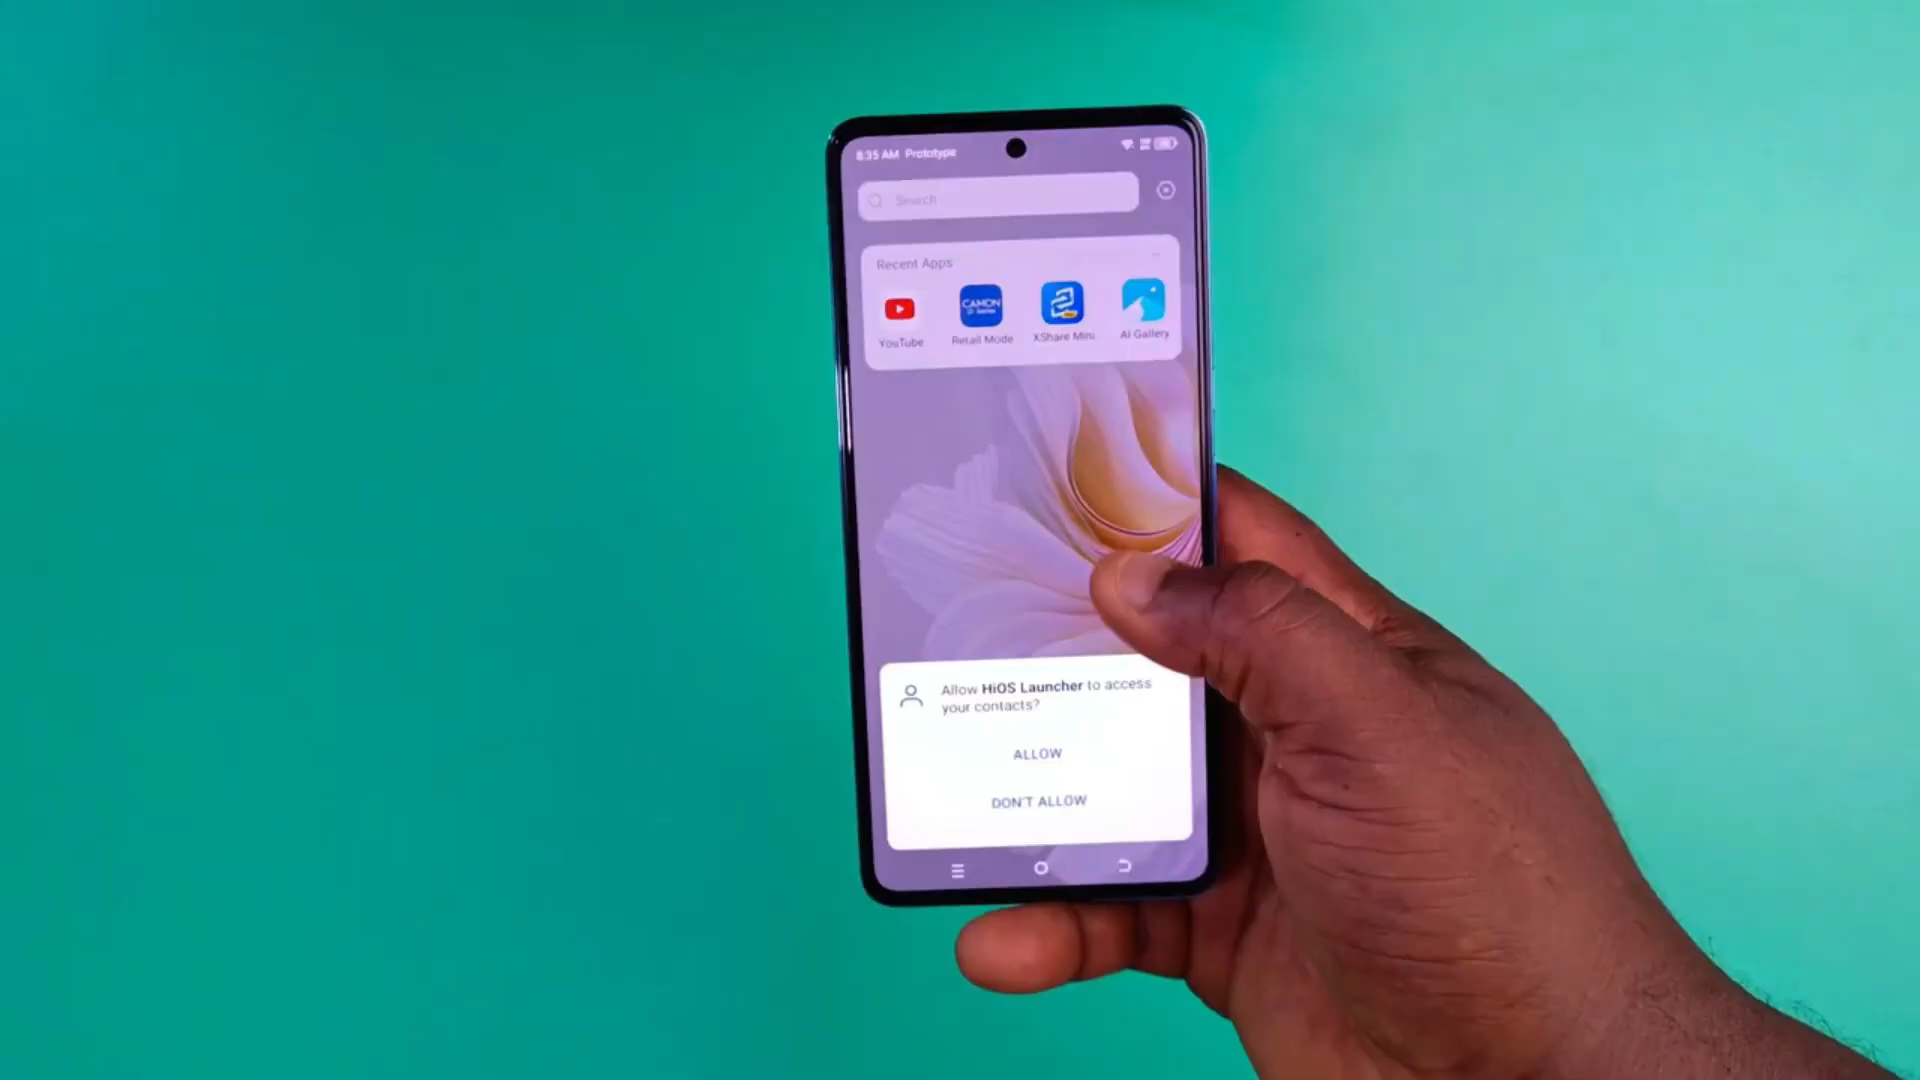 8:35 AM Prototype
Search
Recent Apps
CAMON
YouTube
Retail Mode
XShare Mini
AI Gallery
Allow HiOS Launcher to access
your contacts?
ALLOW
DON'T ALLOW